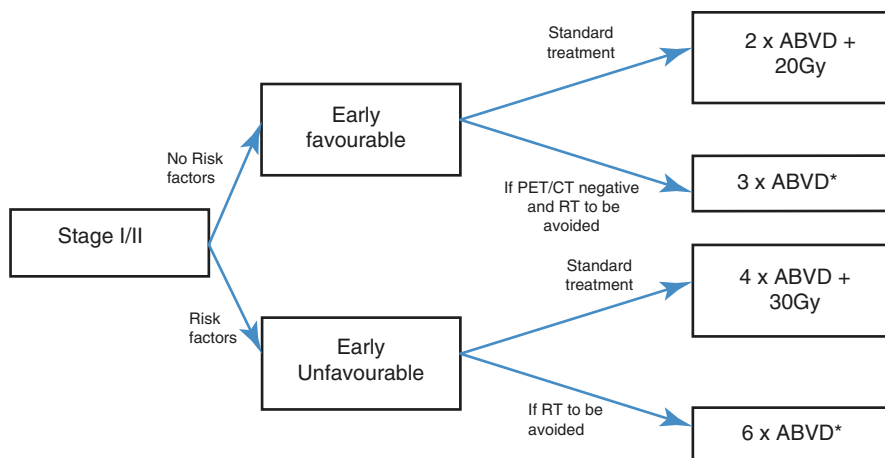 Stage I/II
No Risk
factors
Risk
factors
Early
favourable
Early
Unfavourable
Standard
treatment
If PET/CT negative
and RT to be
avoided
Standard
treatment
If RT to be
avoided
2 x ABVD +
20Gy
3 x ABVD*
4 x ABVD +
30Gy
6 x ABVD*